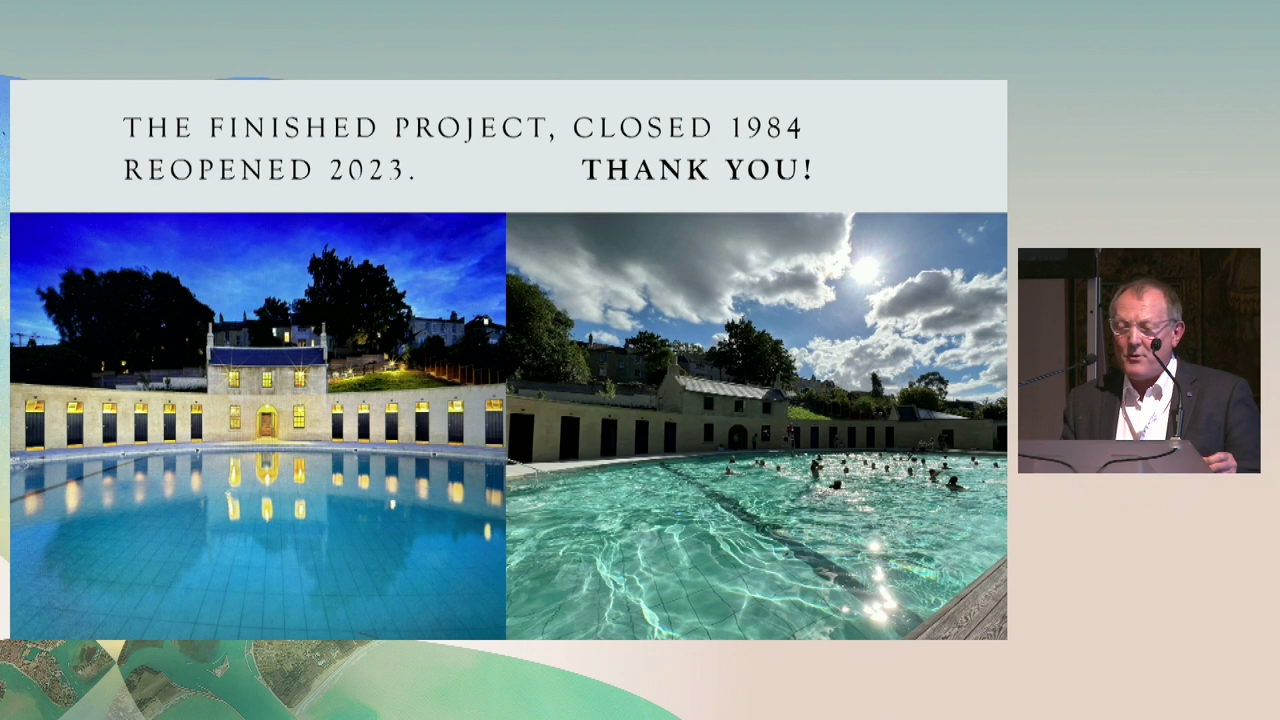 THE FINISHED PROJECT, CLOSED 1984
REOPENED 2023. THANK YOU!